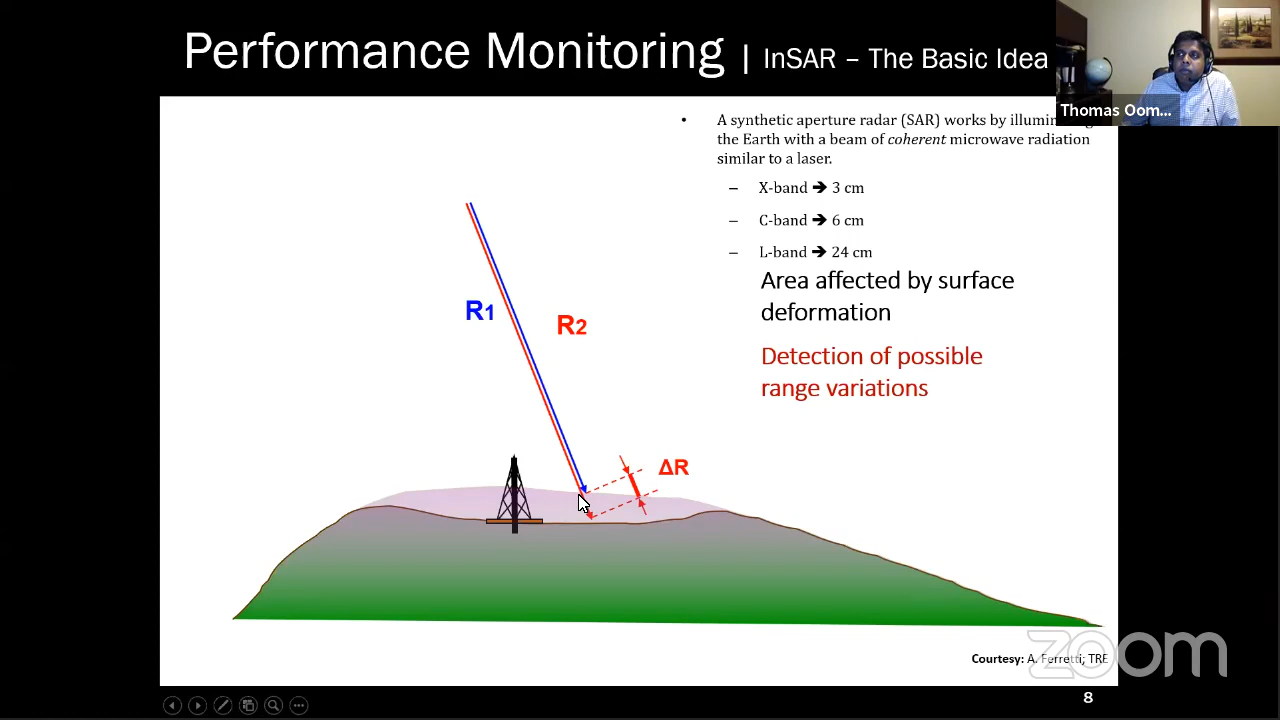 Performance Monitoring | InSAR – The Basic Idea
Thomas Oom...
• A synthetic aperture radar (SAR) works by
the Earth with a beam of coherent microwave radiation
similar to a laser.
– X-band ➔ 3 cm
– C-band ➔ 6 cm
– L-band ➔ 24 cm
Area affected by surface
deformation
Detection of possible
range variations
R1
R2
ΔR
Courtesy: A. Ferretti; TRE
zoom
8